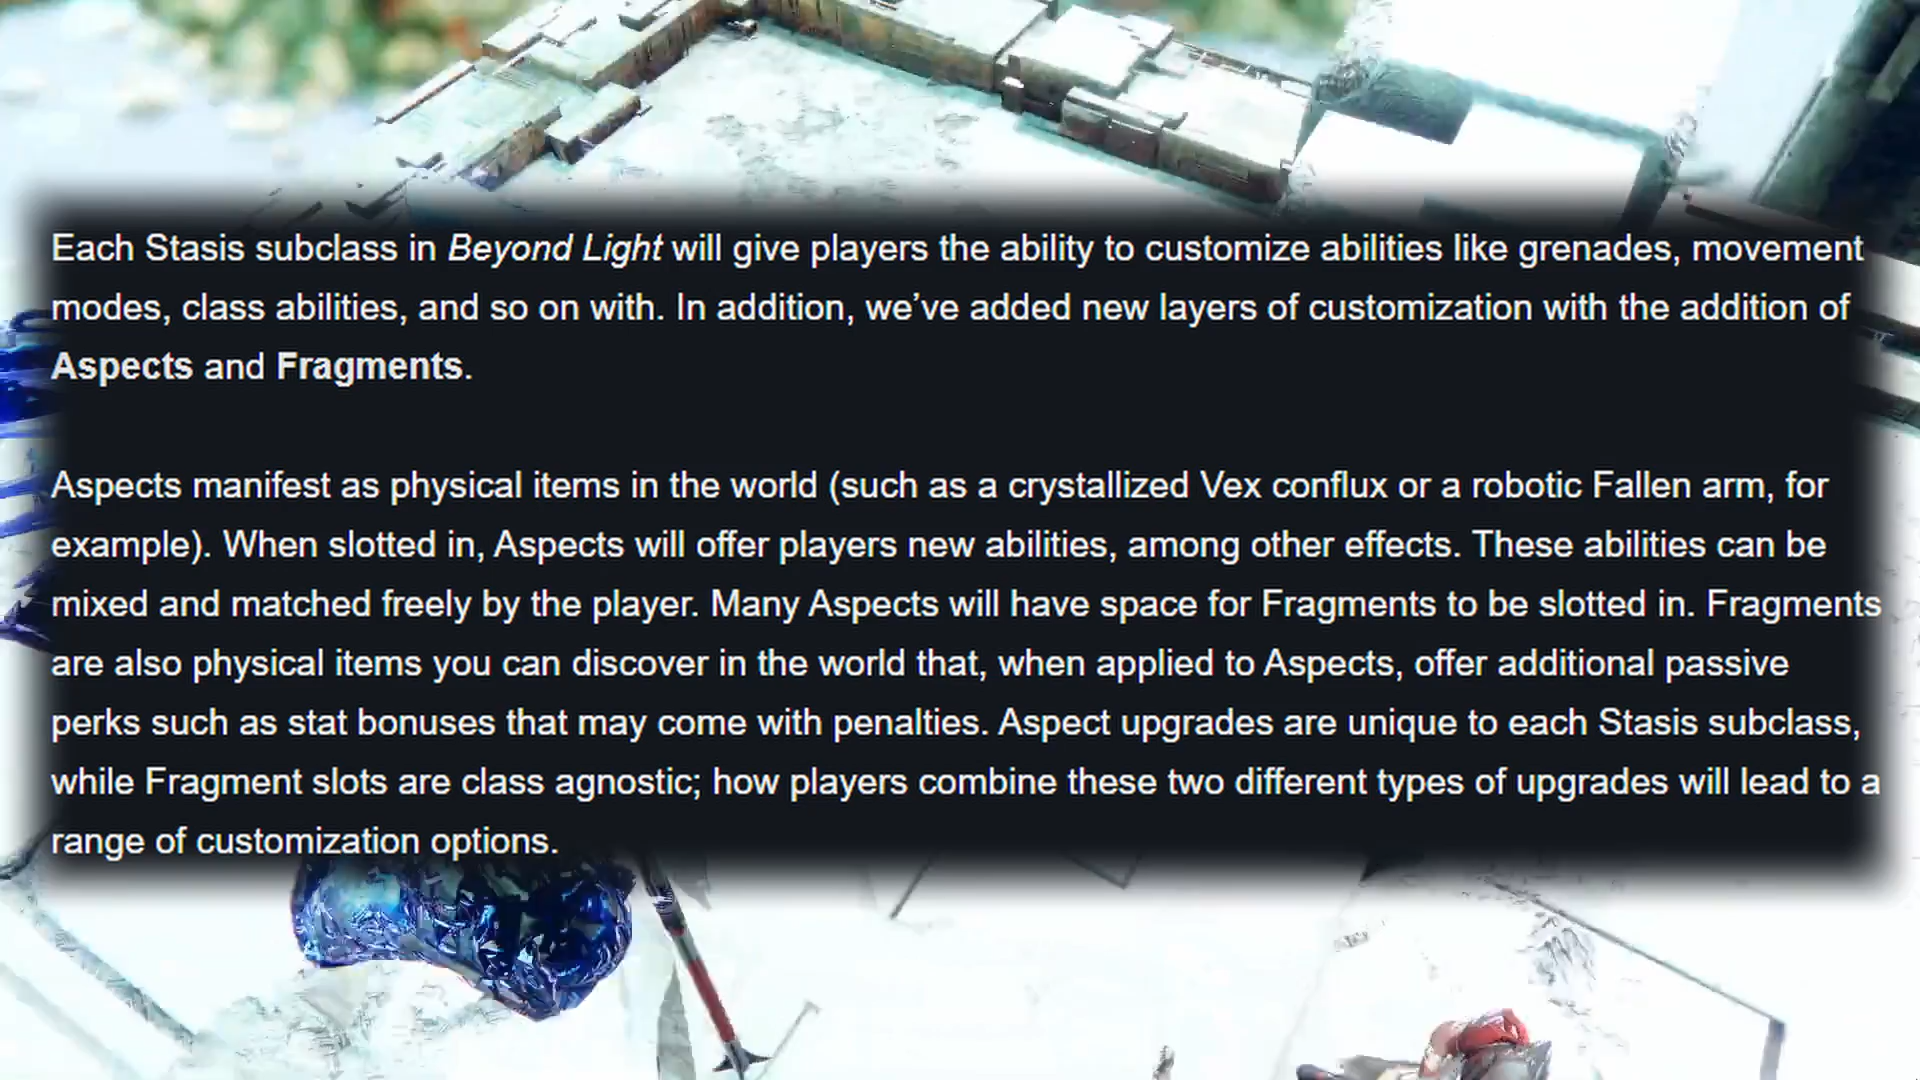 Each Stasis subclass in Beyond Light will give players the ability to customize abilities like grenades, movement
modes, class abilities, and so on with. In addition, we’ve added new layers of customization with the addition of
Aspects and Fragments.
Aspects manifest as physical items in the world (such as a crystallized Vex conflux or a robotic Fallen arm, for
example). When slotted in, Aspects will offer players new abilities, among other effects. These abilities can be
mixed and matched freely by the player. Many Aspects will have space for Fragments to be slotted in. Fragments
are also physical items you can discover in the world that, when applied to Aspects, offer additional passive
perks such as stat bonuses that may come with penalties. Aspect upgrades are unique to each Stasis subclass,
while Fragment slots are class agnostic; how players combine these two different types of upgrades will lead to a
range of customization options.